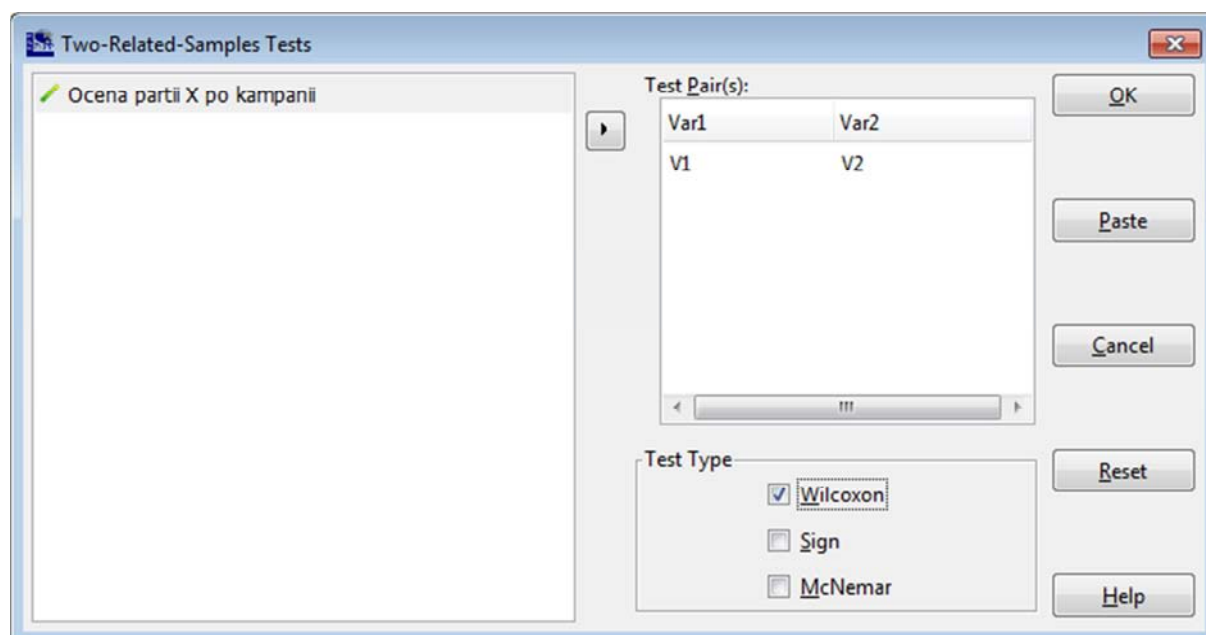 Two-Related-Samples Tests
Ocena partii X po kampanii
Test Pair(s):
Var1 Var2
V1 V2
Test Type
Wilcoxon
Sign
McNemar
OK
Paste
Cancel
Reset
Help